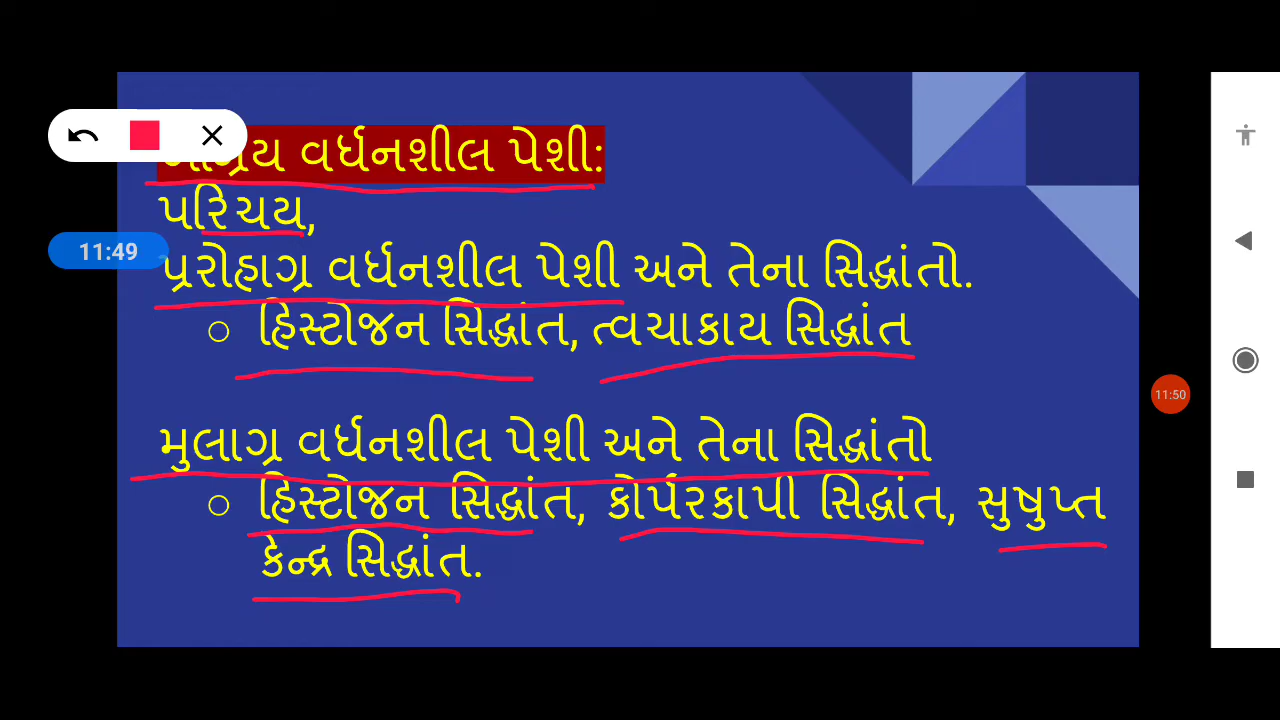 વર્ધનશીલ પેશી:
પરિચય,
11:49
પ્રરોહાગ્ર વર્ધનશીલ પેશી અને તેના સિદ્ધાંતો.
○ હિસ્ટોજન સિદ્ધાંત, ત્વચાકાય સિદ્ધાંત
11:50
મુલાગ્ર વર્ધનશીલ પેશી અને તેના સિદ્ધાંતો
○ હિસ્ટોજન સિદ્ધાંત, કોર્પરકાપી સિદ્ધાંત, સુષુપ્ત
કેન્દ્ર સિદ્ધાંત.